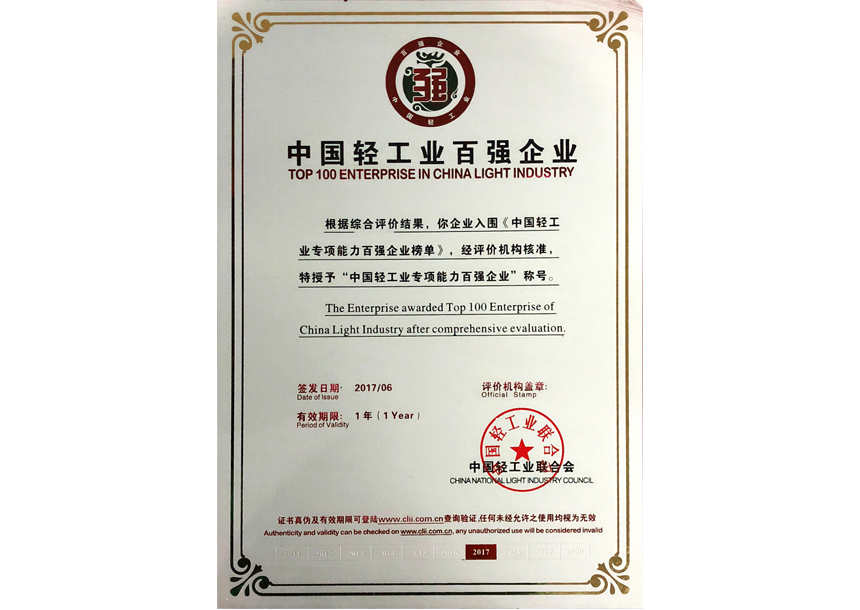 百强企业
强
中国轻工业
中国轻工业百强企业
TOP 100 ENTERPRISE IN CHINA LIGHT INDUSTRY
根据综合评价结果，你企业入围《中国轻工
业专项能力百强企业榜单》，经评价机构核准，
特授予“中国轻工业专项能力百强企业”称号。
The Enterprise awarded Top 100 Enterprise of
China Light Industry after comprehensive evaluation.
签发日期: 2017/06
Date of Issue
有效期限: 1 年（1 Year）
Period of Validity
评价机构盖章:
Official Stamp
中国轻工业联合会
中国轻工业联合会
CHINA NATIONAL LIGHT INDUSTRY COUNCIL
证书真伪及有效期限可登陆www.clii.com.cn查询验证,任何未经允许之使用均视为无效
Authenticity and validity can be checked on www.clii.com.cn, any unauthorized use will be considered invalid
2012 2013 2014 2015 2016 2017